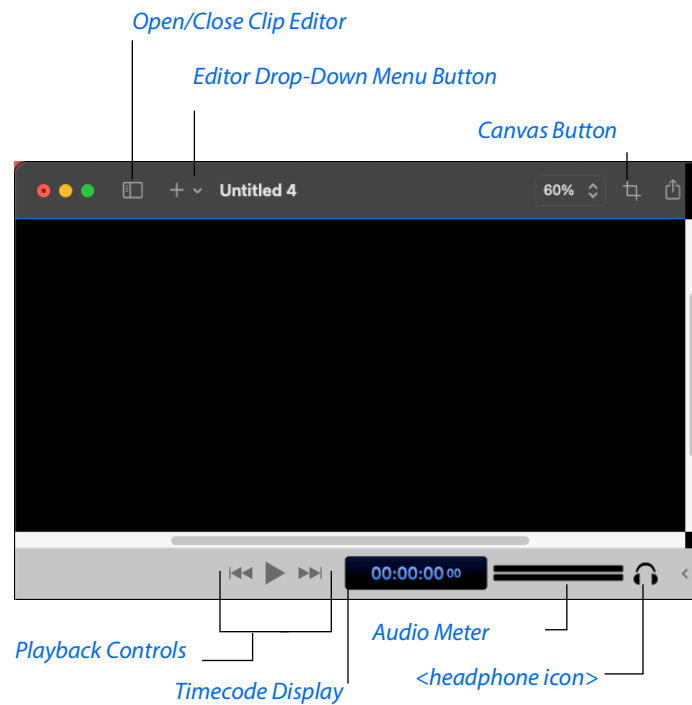 Open/Close Clip Editor
Editor Drop-Down Menu Button
Canvas Button
Untitled 4
60%
00:00:00 00
Playback Controls
Audio Meter
Timecode Display
<headphone icon>